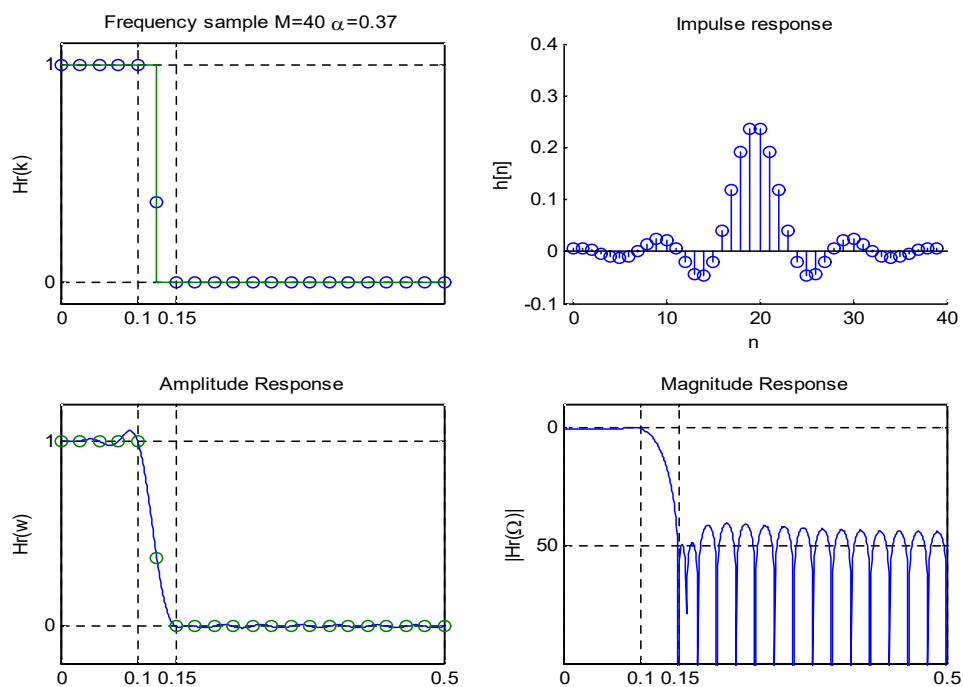 Frequency sample M=40 α=0.37
1
0
Hr(k)
0 0.1 0.15 0.5
Impulse response
0.4
0.3
0.2
0.1
0
-0.1
h[n]
0 10 20 30 40
n
Amplitude Response
1
0
Hr(w)
0 0.1 0.15 0.5
Magnitude Response
0
50
|Hr(Ω)|
0 0.1 0.15 0.5